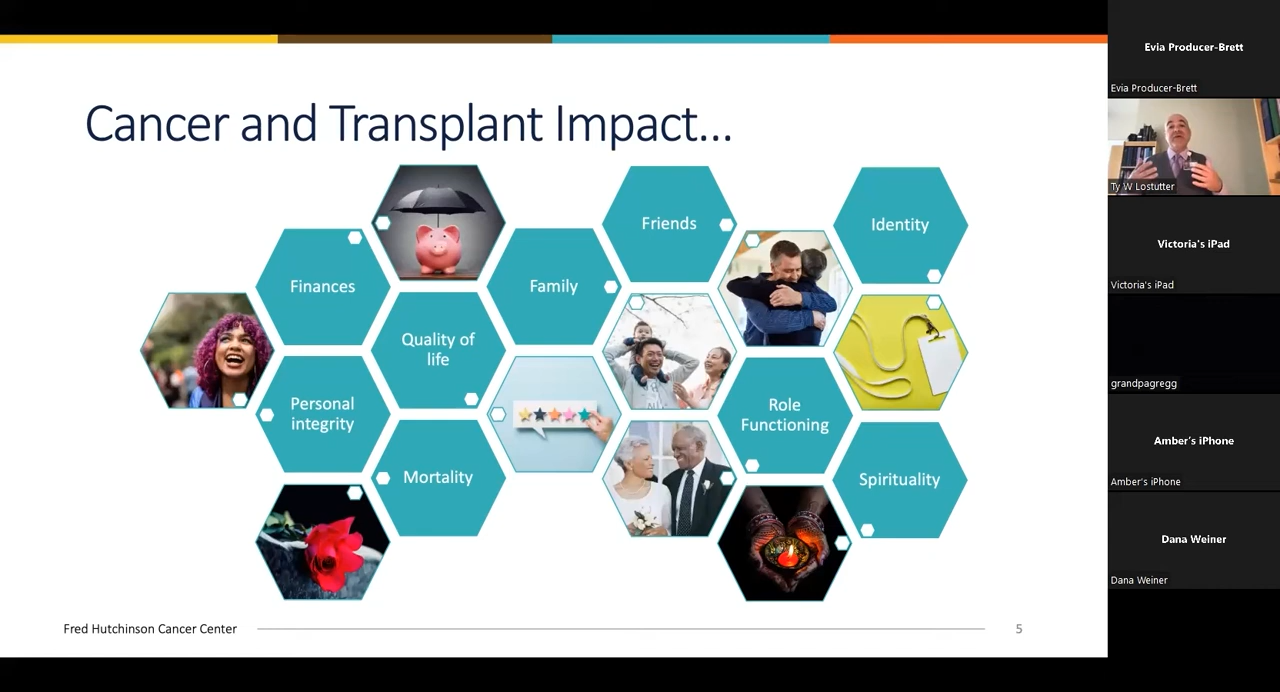 Cancer and Transplant Impact...
Finances
Family
Friends
Identity
Quality of
life
Personal
integrity
Mortality
Role
Functioning
Spirituality
Fred Hutchinson Cancer Center
5
Evia Producer-Brett
Evia Producer-Brett
Ty W Lostutter
Victoria's iPad
Victoria's iPad
grandpagregg
Amber's iPhone
Amber's iPhone
Dana Weiner
Dana Weiner